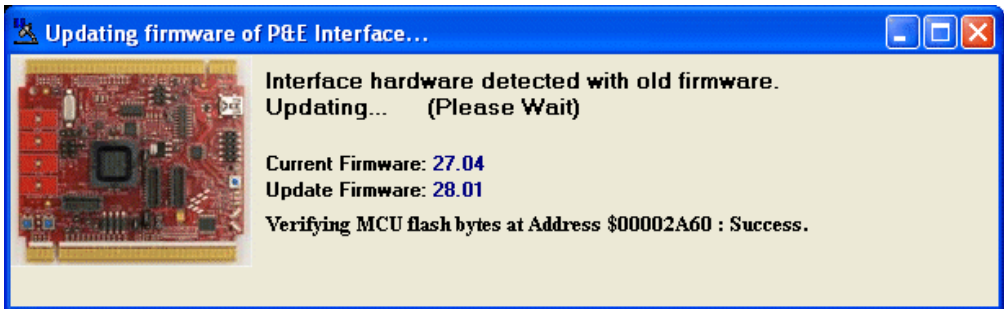 Updating firmware of P&E Interface...
Interface hardware detected with old firmware.
Updating... (Please Wait)
Current Firmware: 27.04
Update Firmware: 28.01
Verifying MCU flash bytes at Address $00002A60 : Success.